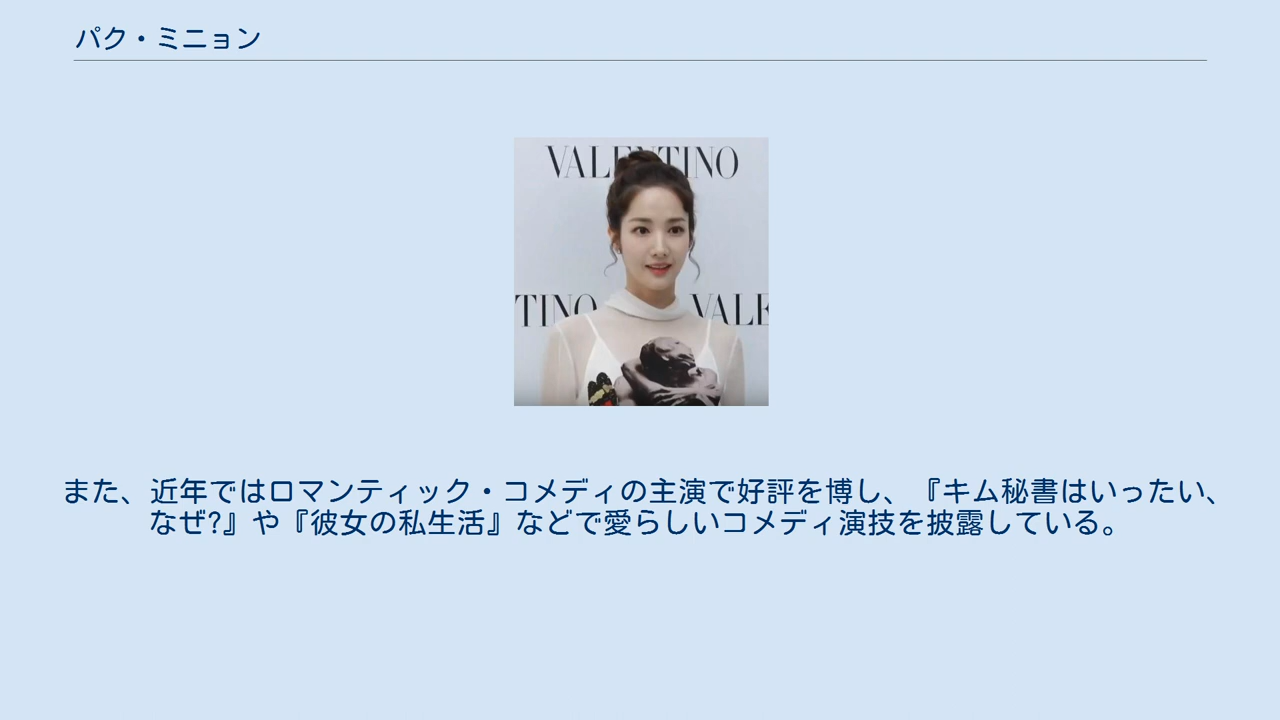 パク・ミニョン
VALENTINO
TINO VALE
また、近年ではロマンティック・コメディの主演で好評を博し、『キム秘書はいったい、
なぜ?』や『彼女の私生活』などで愛らしいコメディ演技を披露している。